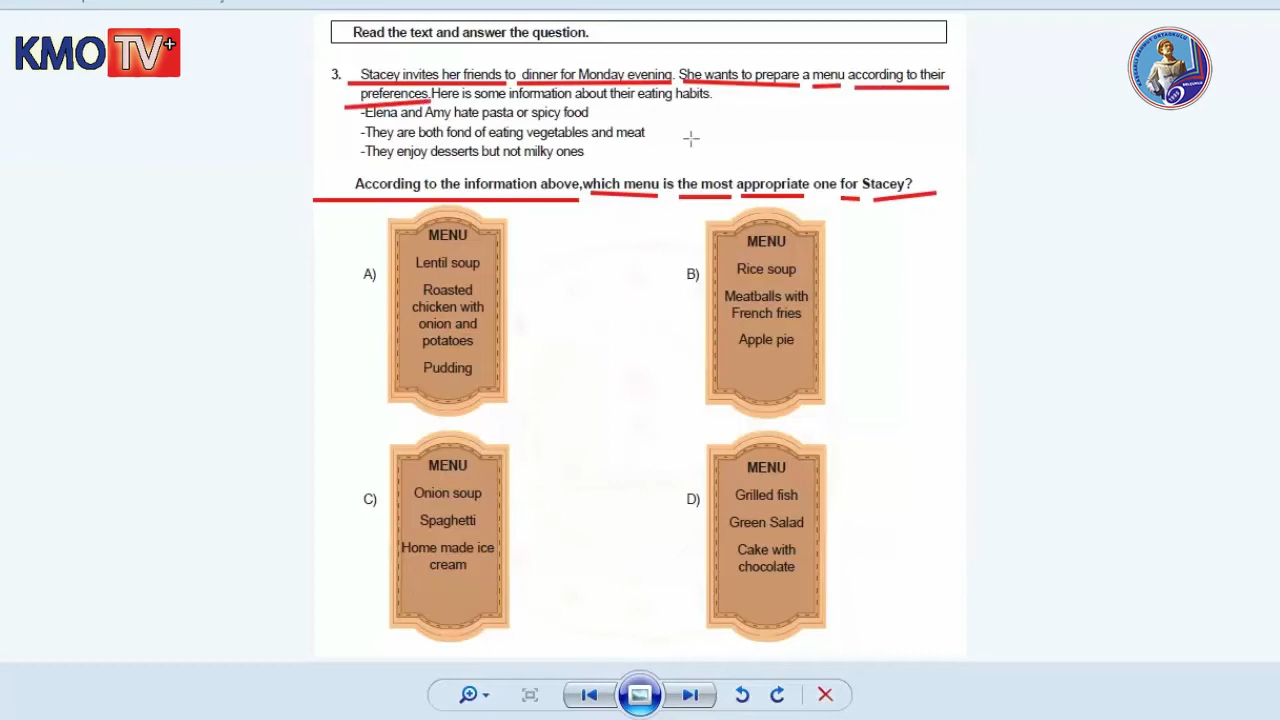 KMO TV+
Read the text and answer the question.
3. Stacey invites her friends to dinner for Monday evening. She wants to prepare a menu according to their
preferences.Here is some information about their eating habits.
-Elena and Amy hate pasta or spicy food
-They are both fond of eating vegetables and meat
-They enjoy desserts but not milky ones
According to the information above,which menu is the most appropriate one for Stacey?
A)
MENU
Lentil soup
Roasted
chicken with
onion and
potatoes
Pudding
B)
MENU
Rice soup
Meatballs with
French fries
Apple pie
C)
MENU
Onion soup
Spaghetti
Home made ice
cream
D)
MENU
Grilled fish
Green Salad
Cake with
chocolate